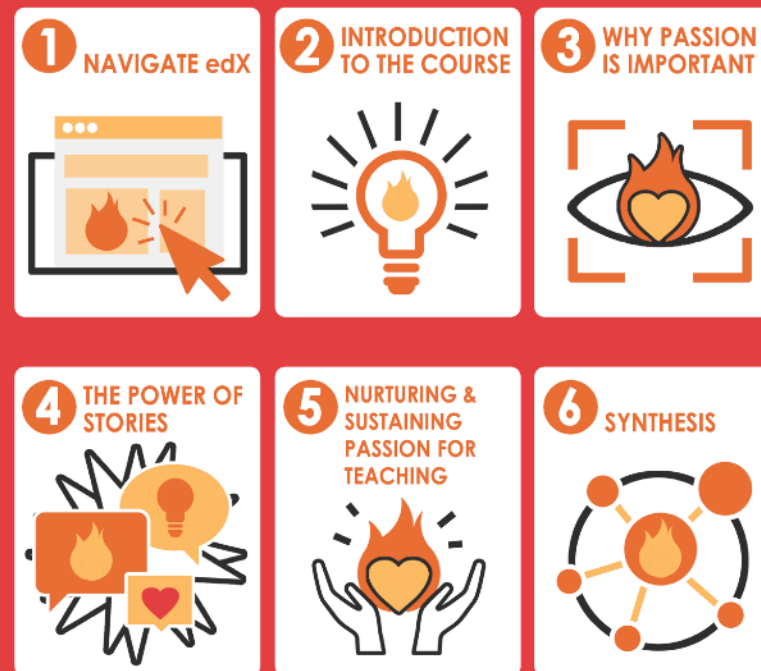 1
NAVIGATE edX
2
INTRODUCTION
TO THE COURSE
3
WHY PASSION
IS IMPORTANT
4
THE POWER OF
STORIES
5
NURTURING &
SUSTAINING
PASSION FOR
TEACHING
6
SYNTHESIS